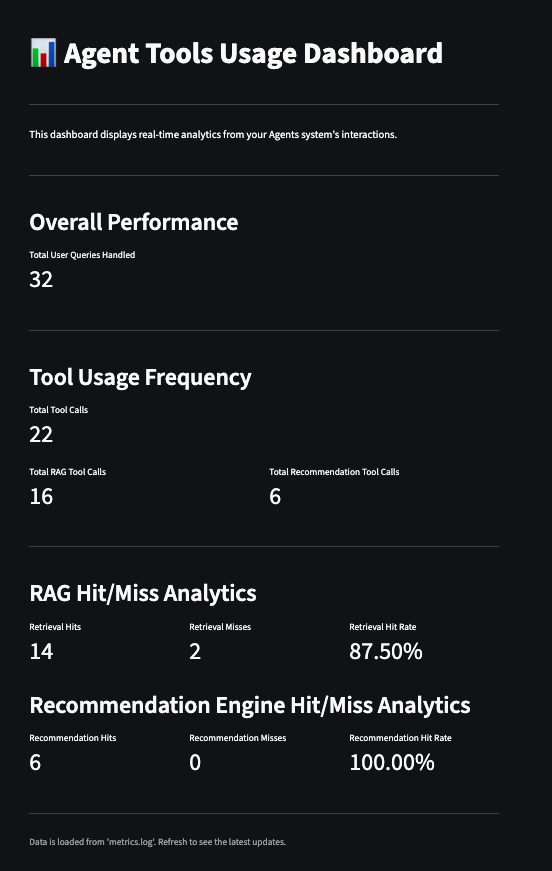 📊 Agent Tools Usage Dashboard
This dashboard displays real-time analytics from your Agents system's interactions.
Overall Performance
Total User Queries Handled
32
Tool Usage Frequency
Total Tool Calls
22
Total RAG Tool Calls Total Recommendation Tool Calls
16 6
RAG Hit/Miss Analytics
Retrieval Hits Retrieval Misses Retrieval Hit Rate
14 2 87.50%
Recommendation Engine Hit/Miss Analytics
Recommendation Hits Recommendation Misses Recommendation Hit Rate
6 0 100.00%
Data is loaded from 'metrics.log'. Refresh to see the latest updates.